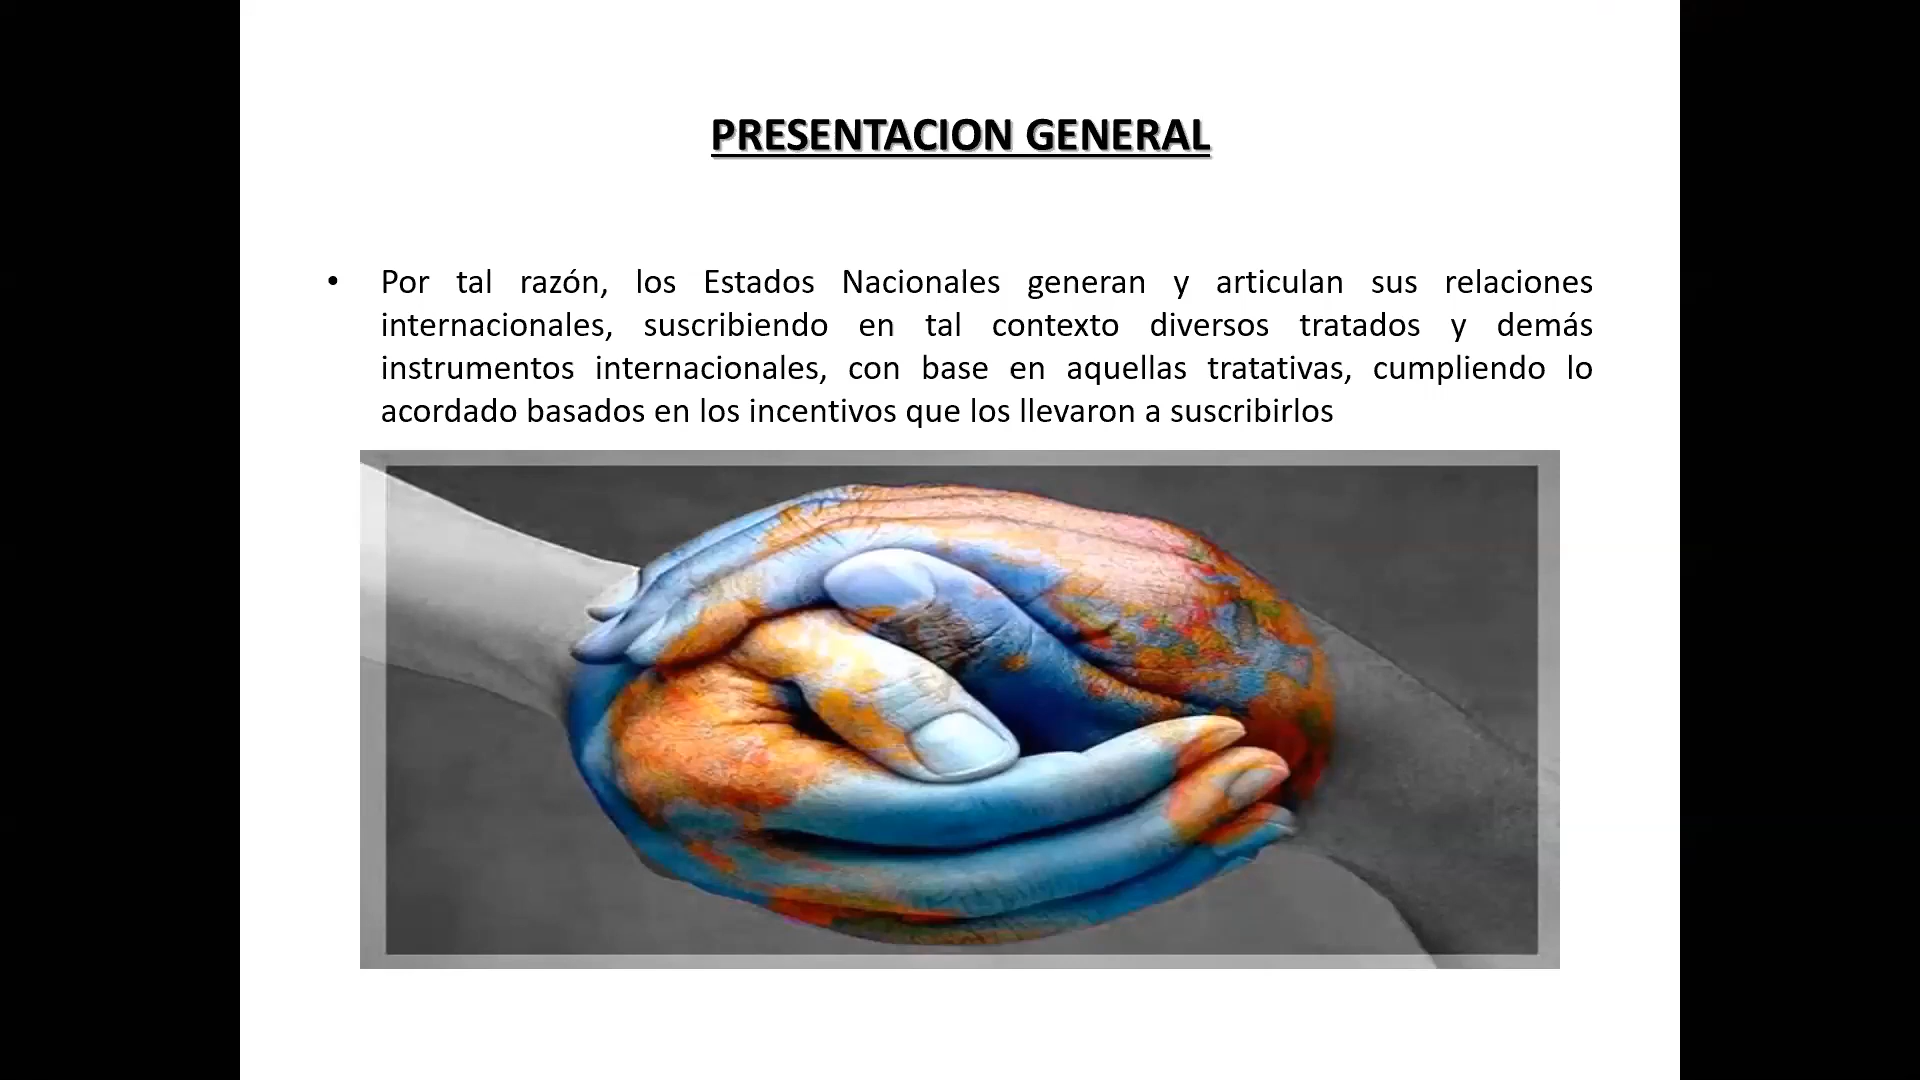 PRESENTACION GENERAL
• Por tal razón, los Estados Nacionales generan y articulan sus relaciones
internacionales, suscribiendo en tal contexto diversos tratados y demás
instrumentos internacionales, con base en aquellas tratativas, cumpliendo lo
acordado basados en los incentivos que los llevaron a suscribirlos